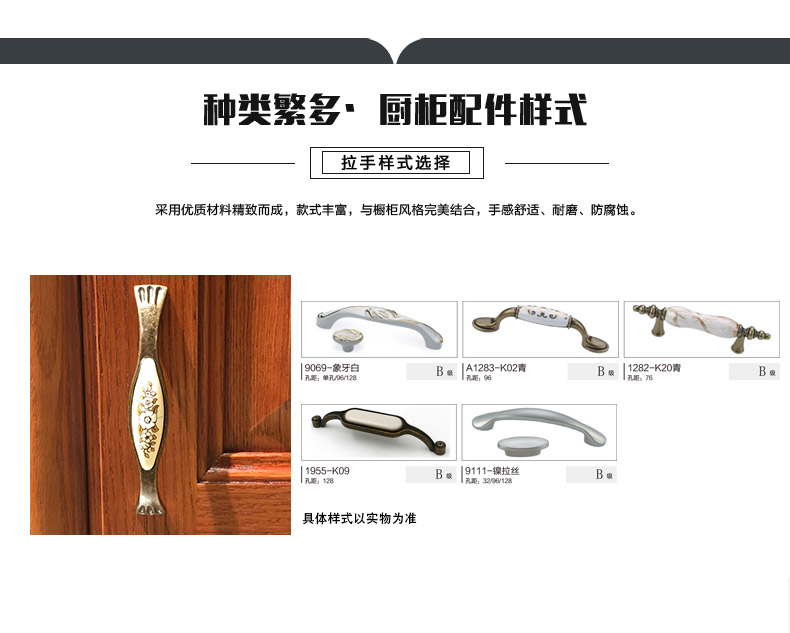 种类繁多· 厨柜配件样式
拉手样式选择
采用优质材料精致而成，款式丰富，与橱柜风格完美结合，手感舒适、耐磨、防腐蚀。
9069-象牙白
孔距：单孔/96/128
B 级
A1283-K02青
孔距：96
B 级
1282-K20青
孔距：76
B 级
1955-K09
孔距：128
B 级
9111-镍拉丝
孔距：32/96/128
B 级
具体样式以实物为准